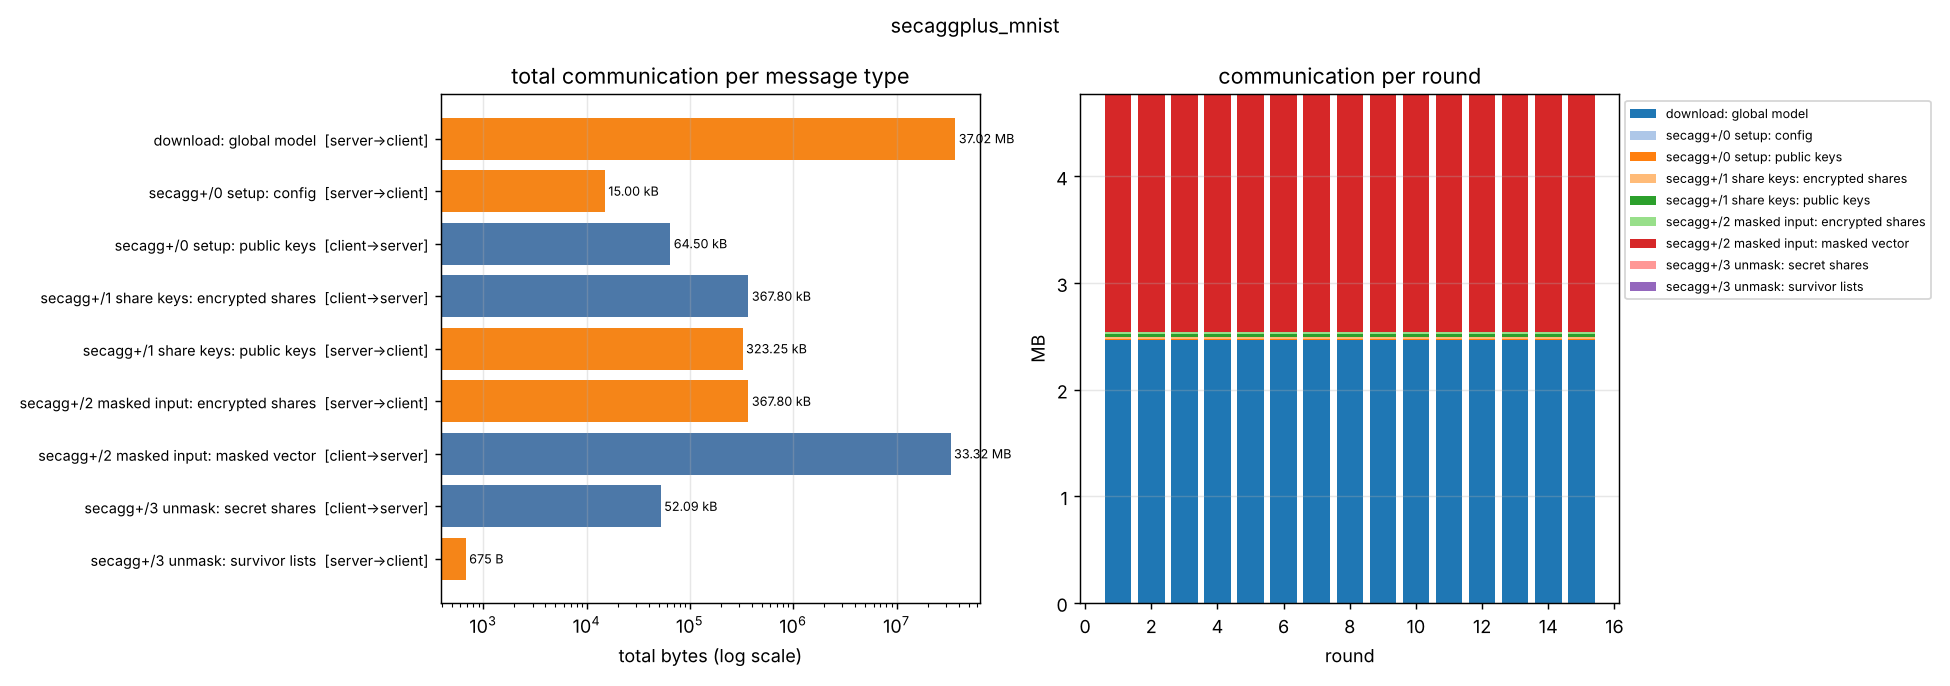 secaggplus_mnist
total communication per message type
download: global model [server→client]
37.02 MB
secagg+/0 setup: config [server→client]
15.00 kB
secagg+/0 setup: public keys [client→server]
64.50 kB
secagg+/1 share keys: encrypted shares [client→server]
367.80 kB
secagg+/1 share keys: public keys [server→client]
323.25 kB
secagg+/2 masked input: encrypted shares [server→client]
367.80 kB
secagg+/2 masked input: masked vector [client→server]
33.32 MB
secagg+/3 unmask: secret shares [client→server]
52.09 kB
secagg+/3 unmask: survivor lists [server→client]
675 B
10³ 10⁴ 10⁵ 10⁶ 10⁷
total bytes (log scale)
communication per round
4
3
2
1
0
MB
0 2 4 6 8 10 12 14 16
round
download: global model
secagg+/0 setup: config
secagg+/0 setup: public keys
secagg+/1 share keys: encrypted shares
secagg+/1 share keys: public keys
secagg+/2 masked input: encrypted shares
secagg+/2 masked input: masked vector
secagg+/3 unmask: secret shares
secagg+/3 unmask: survivor lists